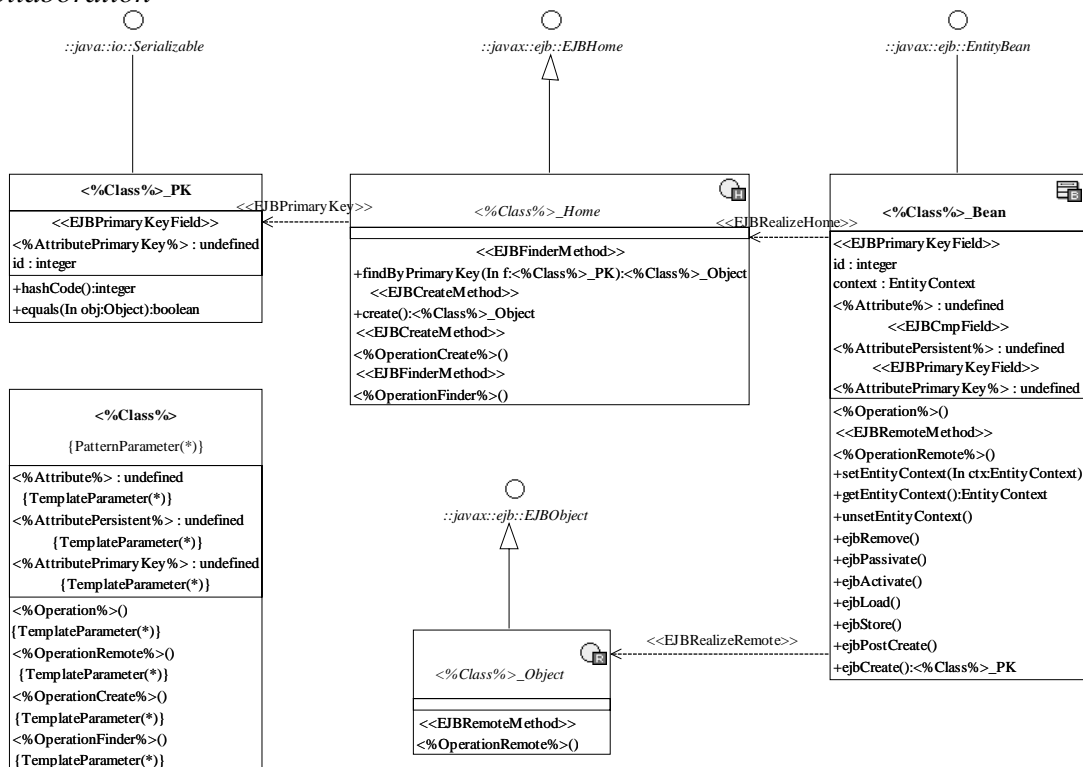 ::java::io::Serializable
::javax::ejb::EJBHome
::javax::ejb::EntityBean
<%Class%>_PK
<<EJBPrimaryKeyField>>
<%AttributePrimaryKey%> : undefined
id : integer
+hashCode():integer
+equals(In obj:Object):boolean
<<EJBPrimaryKey>>
<%Class%>_Home
<<EJBFinderMethod>>
+findByPrimaryKey(In f:<%Class%>_PK):<%Class%>_Object
<<EJBCreateMethod>>
+create():<%Class%>_Object
<<EJBCreateMethod>>
<%OperationCreate%>()
<<EJBFinderMethod>>
<%OperationFinder%>()
H
<<EJBRealizeHome>>
B
<%Class%>_Bean
<<EJBPrimaryKeyField>>
id : integer
context : EntityContext
<%Attribute%> : undefined
<<EJBCmpField>>
<%AttributePersistent%> : undefined
<<EJBPrimaryKeyField>>
<%AttributePrimaryKey%> : undefined
<%Operation%>()
<<EJBRemoteMethod>>
<%OperationRemote%>()
+setEntityContext(In ctx:EntityContext)
+getEntityContext():EntityContext
+unsetEntityContext()
+ejbRemove()
+ejbPassivate()
+ejbActivate()
+ejbLoad()
+ejbStore()
+ejbPostCreate()
+ejbCreate():<%Class%>_PK
<%Class%>
{PatternParameter(*)}
<%Attribute%> : undefined
{TemplateParameter(*)}
<%AttributePersistent%> : undefined
{TemplateParameter(*)}
<%AttributePrimaryKey%> : undefined
{TemplateParameter(*)}
<%Operation%>()
{TemplateParameter(*)}
<%OperationRemote%>()
{TemplateParameter(*)}
<%OperationCreate%>()
{TemplateParameter(*)}
<%OperationFinder%>()
{TemplateParameter(*)}
::javax::ejb::EJBObject
R
<%Class%>_Object
<<EJBRemoteMethod>>
<%OperationRemote%>()
<<EJBRealizeRemote>>